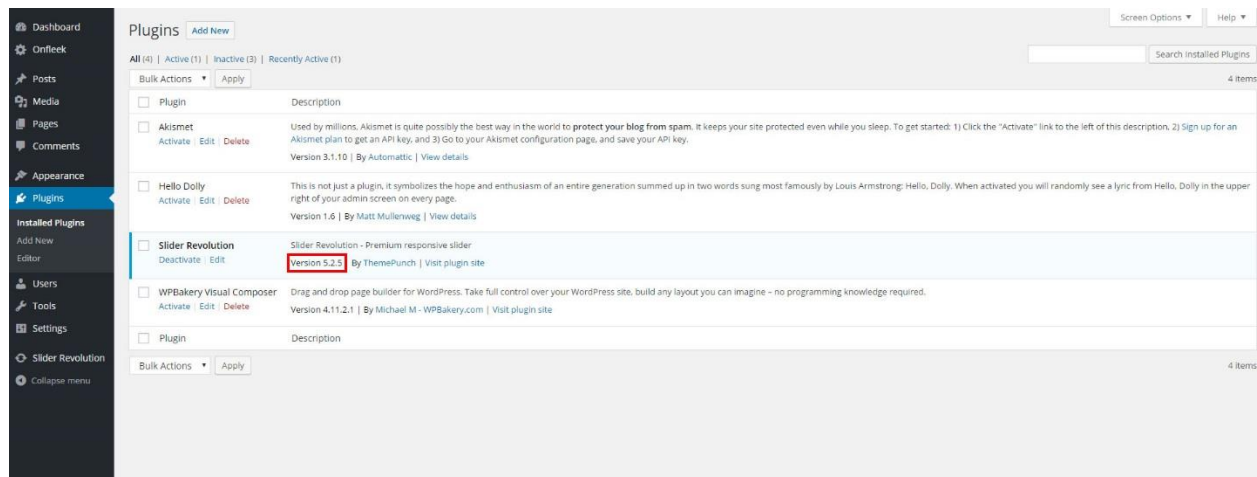 Dashboard
Onfleek
Posts
Media
Pages
Comments
Appearance
Plugins
Installed Plugins
Add New
Editor
Users
Tools
Settings
Slider Revolution
Collapse menu
Screen Options ▼ Help ▼
Plugins Add New
All (4) | Active (1) | Inactive (3) | Recently Active (1)
Search Installed Plugins
Bulk Actions ▼ Apply
4 items
Plugin Description
Akismet
Activate | Edit | Delete
Used by millions, Akismet is quite possibly the best way in the world to protect your blog from spam. It keeps your site protected even while you sleep. To get started: 1) Click the "Activate" link to the left of this description, 2) Sign up for an
Akismet plan to get an API key, and 3) Go to your Akismet configuration page, and save your API key.
Version 3.1.10 | By Automattic | View details
Hello Dolly
Activate | Edit | Delete
This is not just a plugin, it symbolizes the hope and enthusiasm of an entire generation summed up in two words sung most famously by Louis Armstrong: Hello, Dolly. When activated you will randomly see a lyric from Hello, Dolly in the upper
right of your admin screen on every page.
Version 1.6 | By Matt Mullenweg | View details
Slider Revolution
Deactivate | Edit
Slider Revolution - Premium responsive slider
Version 5.2.5 By ThemePunch | Visit plugin site
WPBakery Visual Composer
Activate | Edit | Delete
Drag and drop page builder for WordPress. Take full control over your WordPress site, build any layout you can imagine – no programming knowledge required.
Version 4.11.2.1 | By Michael M - WPBakery.com | Visit plugin site
Plugin Description
Bulk Actions ▼ Apply
4 items